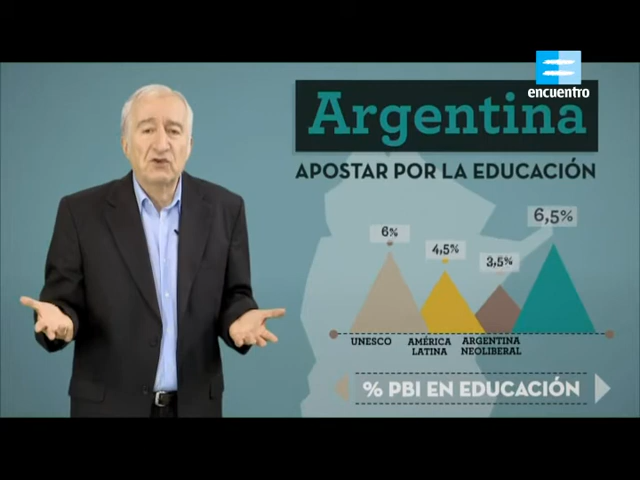 encuentro
Argentina
APOSTAR POR LA EDUCACIÓN
6,5%
6%
4,5%
3,5%
UNESCO
AMÉRICA
LATINA
ARGENTINA
NEOLIBERAL
% PBI EN EDUCACIÓN